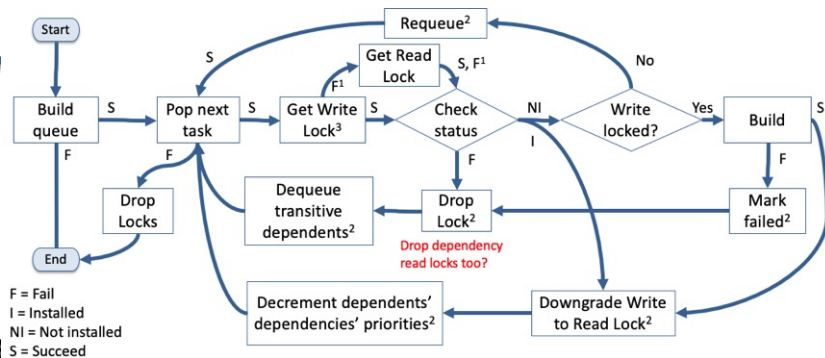 Start
Requeue2
S
Get Read
Lock
S, F1
No
F1
Build
queue
S
Pop next
task
S
Get Write
Lock3
S
Check
status
NI
I
Write
locked?
Yes
Build
S
F
F
F
F
Drop
Locks
Dequeue
transitive
dependents2
Drop
Lock2
Mark
failed2
Drop dependency
read locks too?
End
F = Fail
I = Installed
NI = Not installed
S = Succeed
Decrement dependents’
dependencies’ priorities2
Downgrade Write
to Read Lock2